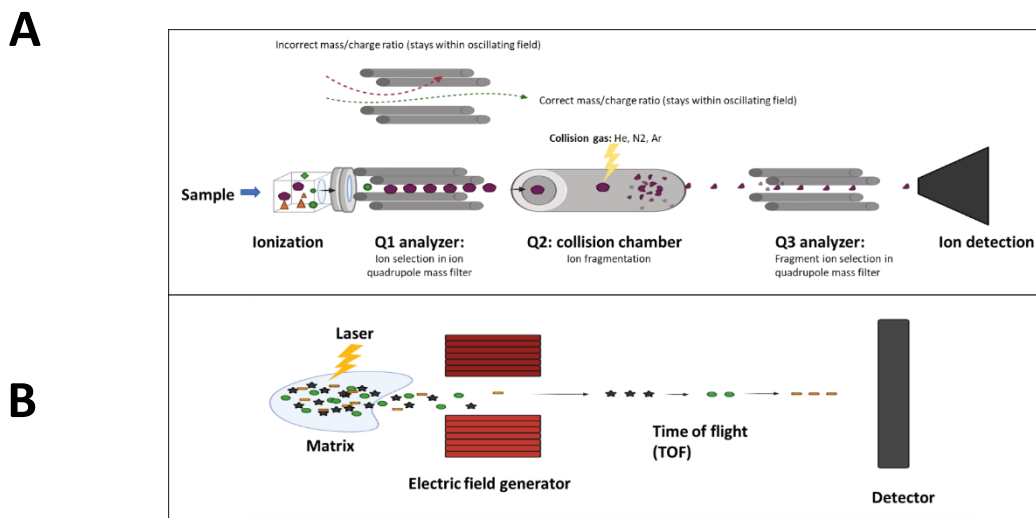 A
Incorrect mass/charge ratio (stays within oscillating field)
Correct mass/charge ratio (stays within oscillating field)
Collision gas: He, N2, Ar
Sample
Ionization
Q1 analyzer:
Ion selection in ion
quadrupole mass filter
Q2: collision chamber
Ion fragmentation
Q3 analyzer:
Fragment ion selection in
quadrupole mass filter
Ion detection
B
Laser
Matrix
Electric field generator
Time of flight
(TOF)
Detector